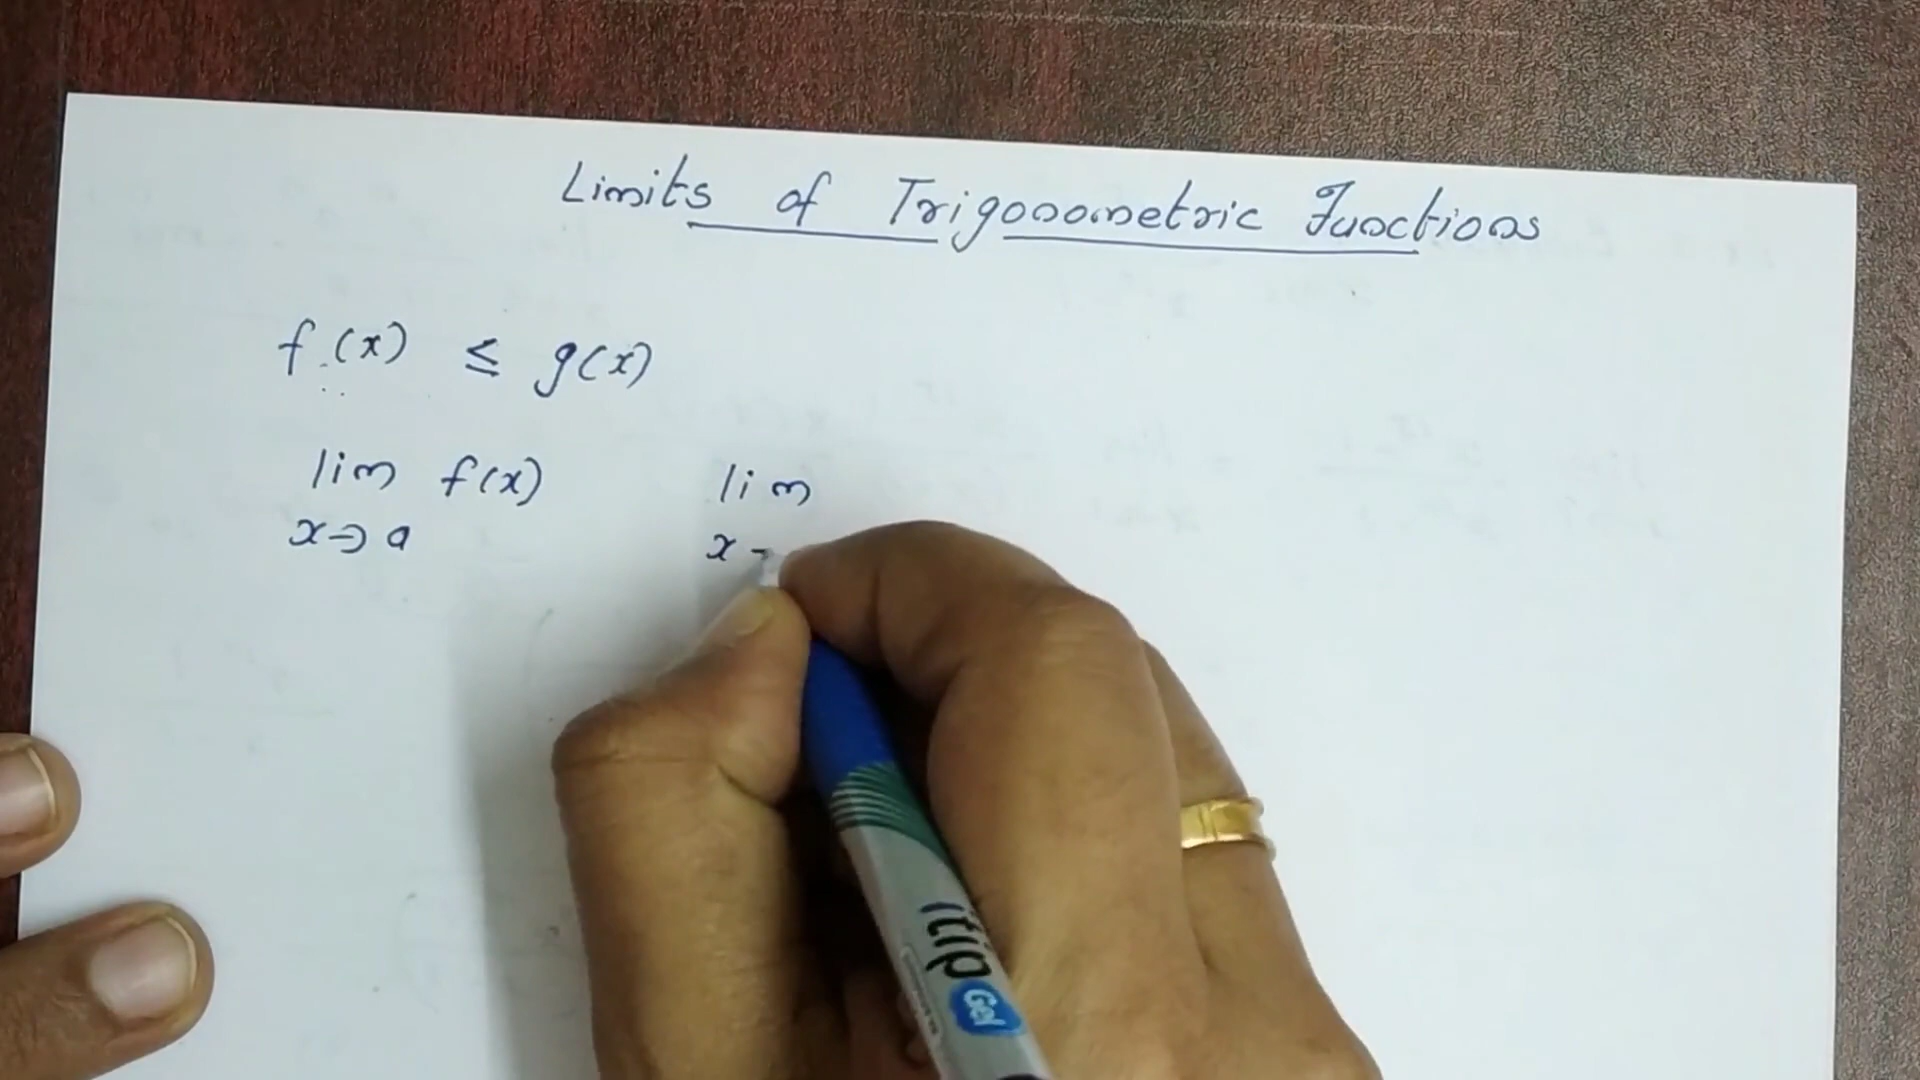 Limits of Trigonometric Functions
f(x) ≤ g(x)
lim f(x) lim
x→a x-
itip
Gel